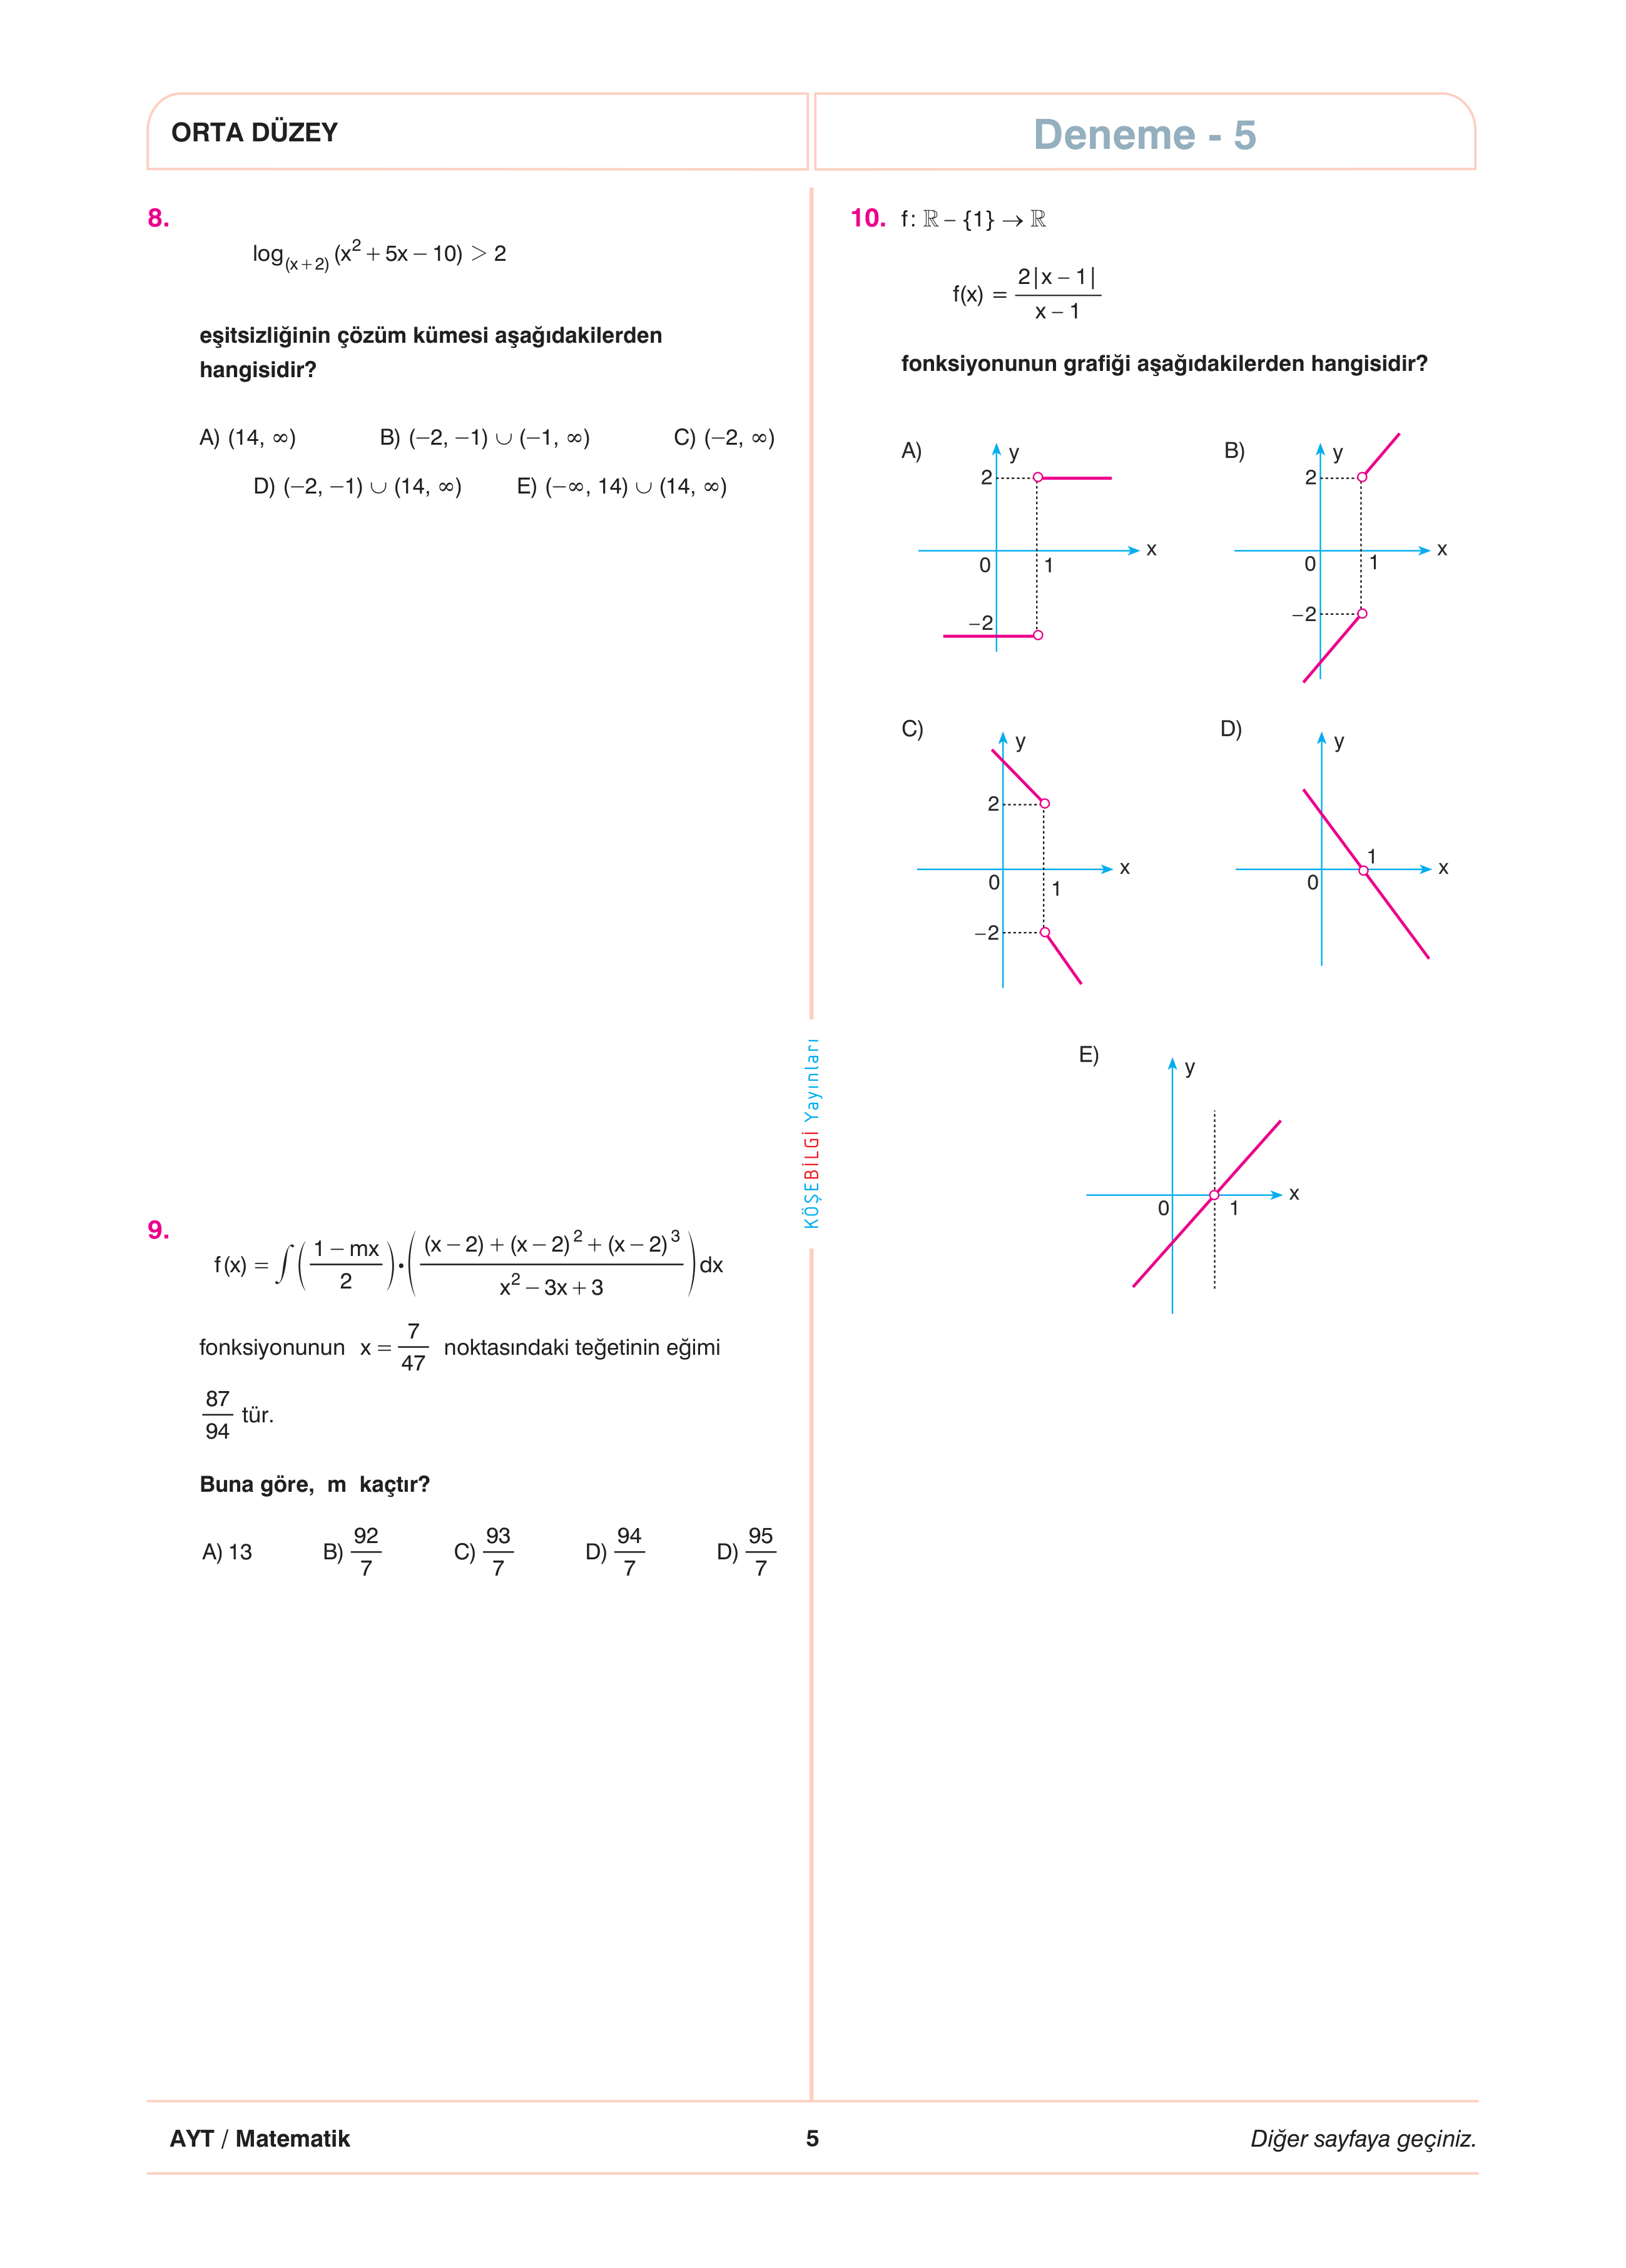 ORTA DÜZEY
Deneme - 5
8.
log(x + 2) (x² + 5x – 10) > 2
eşitsizliğinin çözüm kümesi aşağıdakilerden
hangisidir?
A) (14, ∞) B) (–2, –1) ∪ (–1, ∞) C) (–2, ∞)
D) (–2, –1) ∪ (14, ∞) E) (–∞, 14) ∪ (14, ∞)
9.
f(x) = ∫ ( (1 – mx) / 2 ) • ( ((x – 2) + (x – 2)² + (x – 2)³) / (x² – 3x + 3) ) dx
fonksiyonunun x = 7/47 noktasındaki teğetinin eğimi
87/94 tür.
Buna göre, m kaçtır?
A) 13 B) 92/7 C) 93/7 D) 94/7 D) 95/7
KÖŞEBİLGİ Yayınları
10. f: ℝ – {1} → ℝ
f(x) = 2|x – 1| / x – 1
fonksiyonunun grafiği aşağıdakilerden hangisidir?
A) y 2 x 0 1 –2
B) y 2 x 0 1 –2
C) y 2 x 0 1 –2
D) y 1 x 0
E) y x 0 1
AYT / Matematik
5
Diğer sayfaya geçiniz.